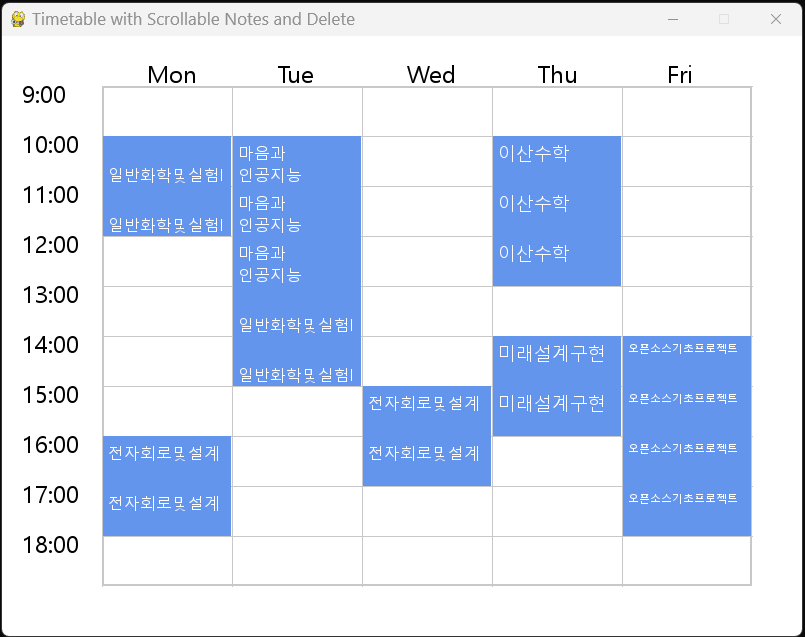 Timetable with Scrollable Notes and Delete
Mon Tue Wed Thu Fri
9:00
10:00
마음과 이산수학
일반화학및실험I 인공지능
11:00
마음과 이산수학
일반화학및실험I 인공지능
12:00
마음과 이산수학
인공지능
13:00
일반화학및실험I
14:00
미래설계구현 오픈소스기초프로젝트
일반화학및실험I
15:00
전자회로및설계 미래설계구현 오픈소스기초프로젝트
16:00
전자회로및설계 전자회로및설계 오픈소스기초프로젝트
17:00
전자회로및설계 오픈소스기초프로젝트
18:00